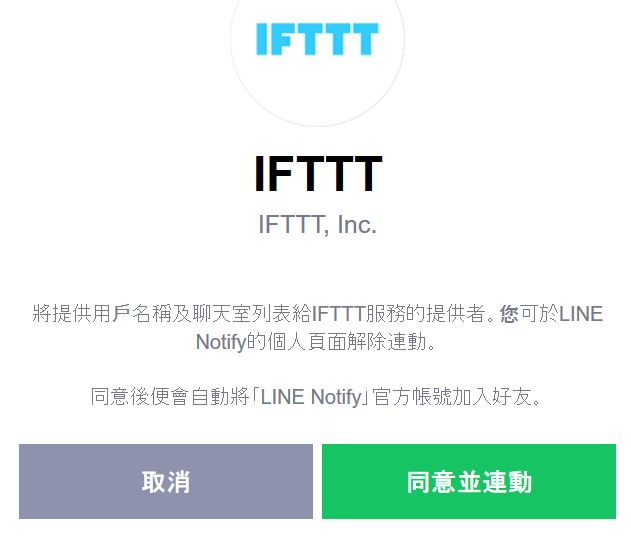 IFTTT
IFTTT
IFTTT, Inc.
將提供用戶名稱及聊天室列表給IFTTT服務的提供者。您可於LINE
Notify的個人頁面解除連動。
同意後便會自動將「LINE Notify」官方帳號加入好友。
取消
同意並連動